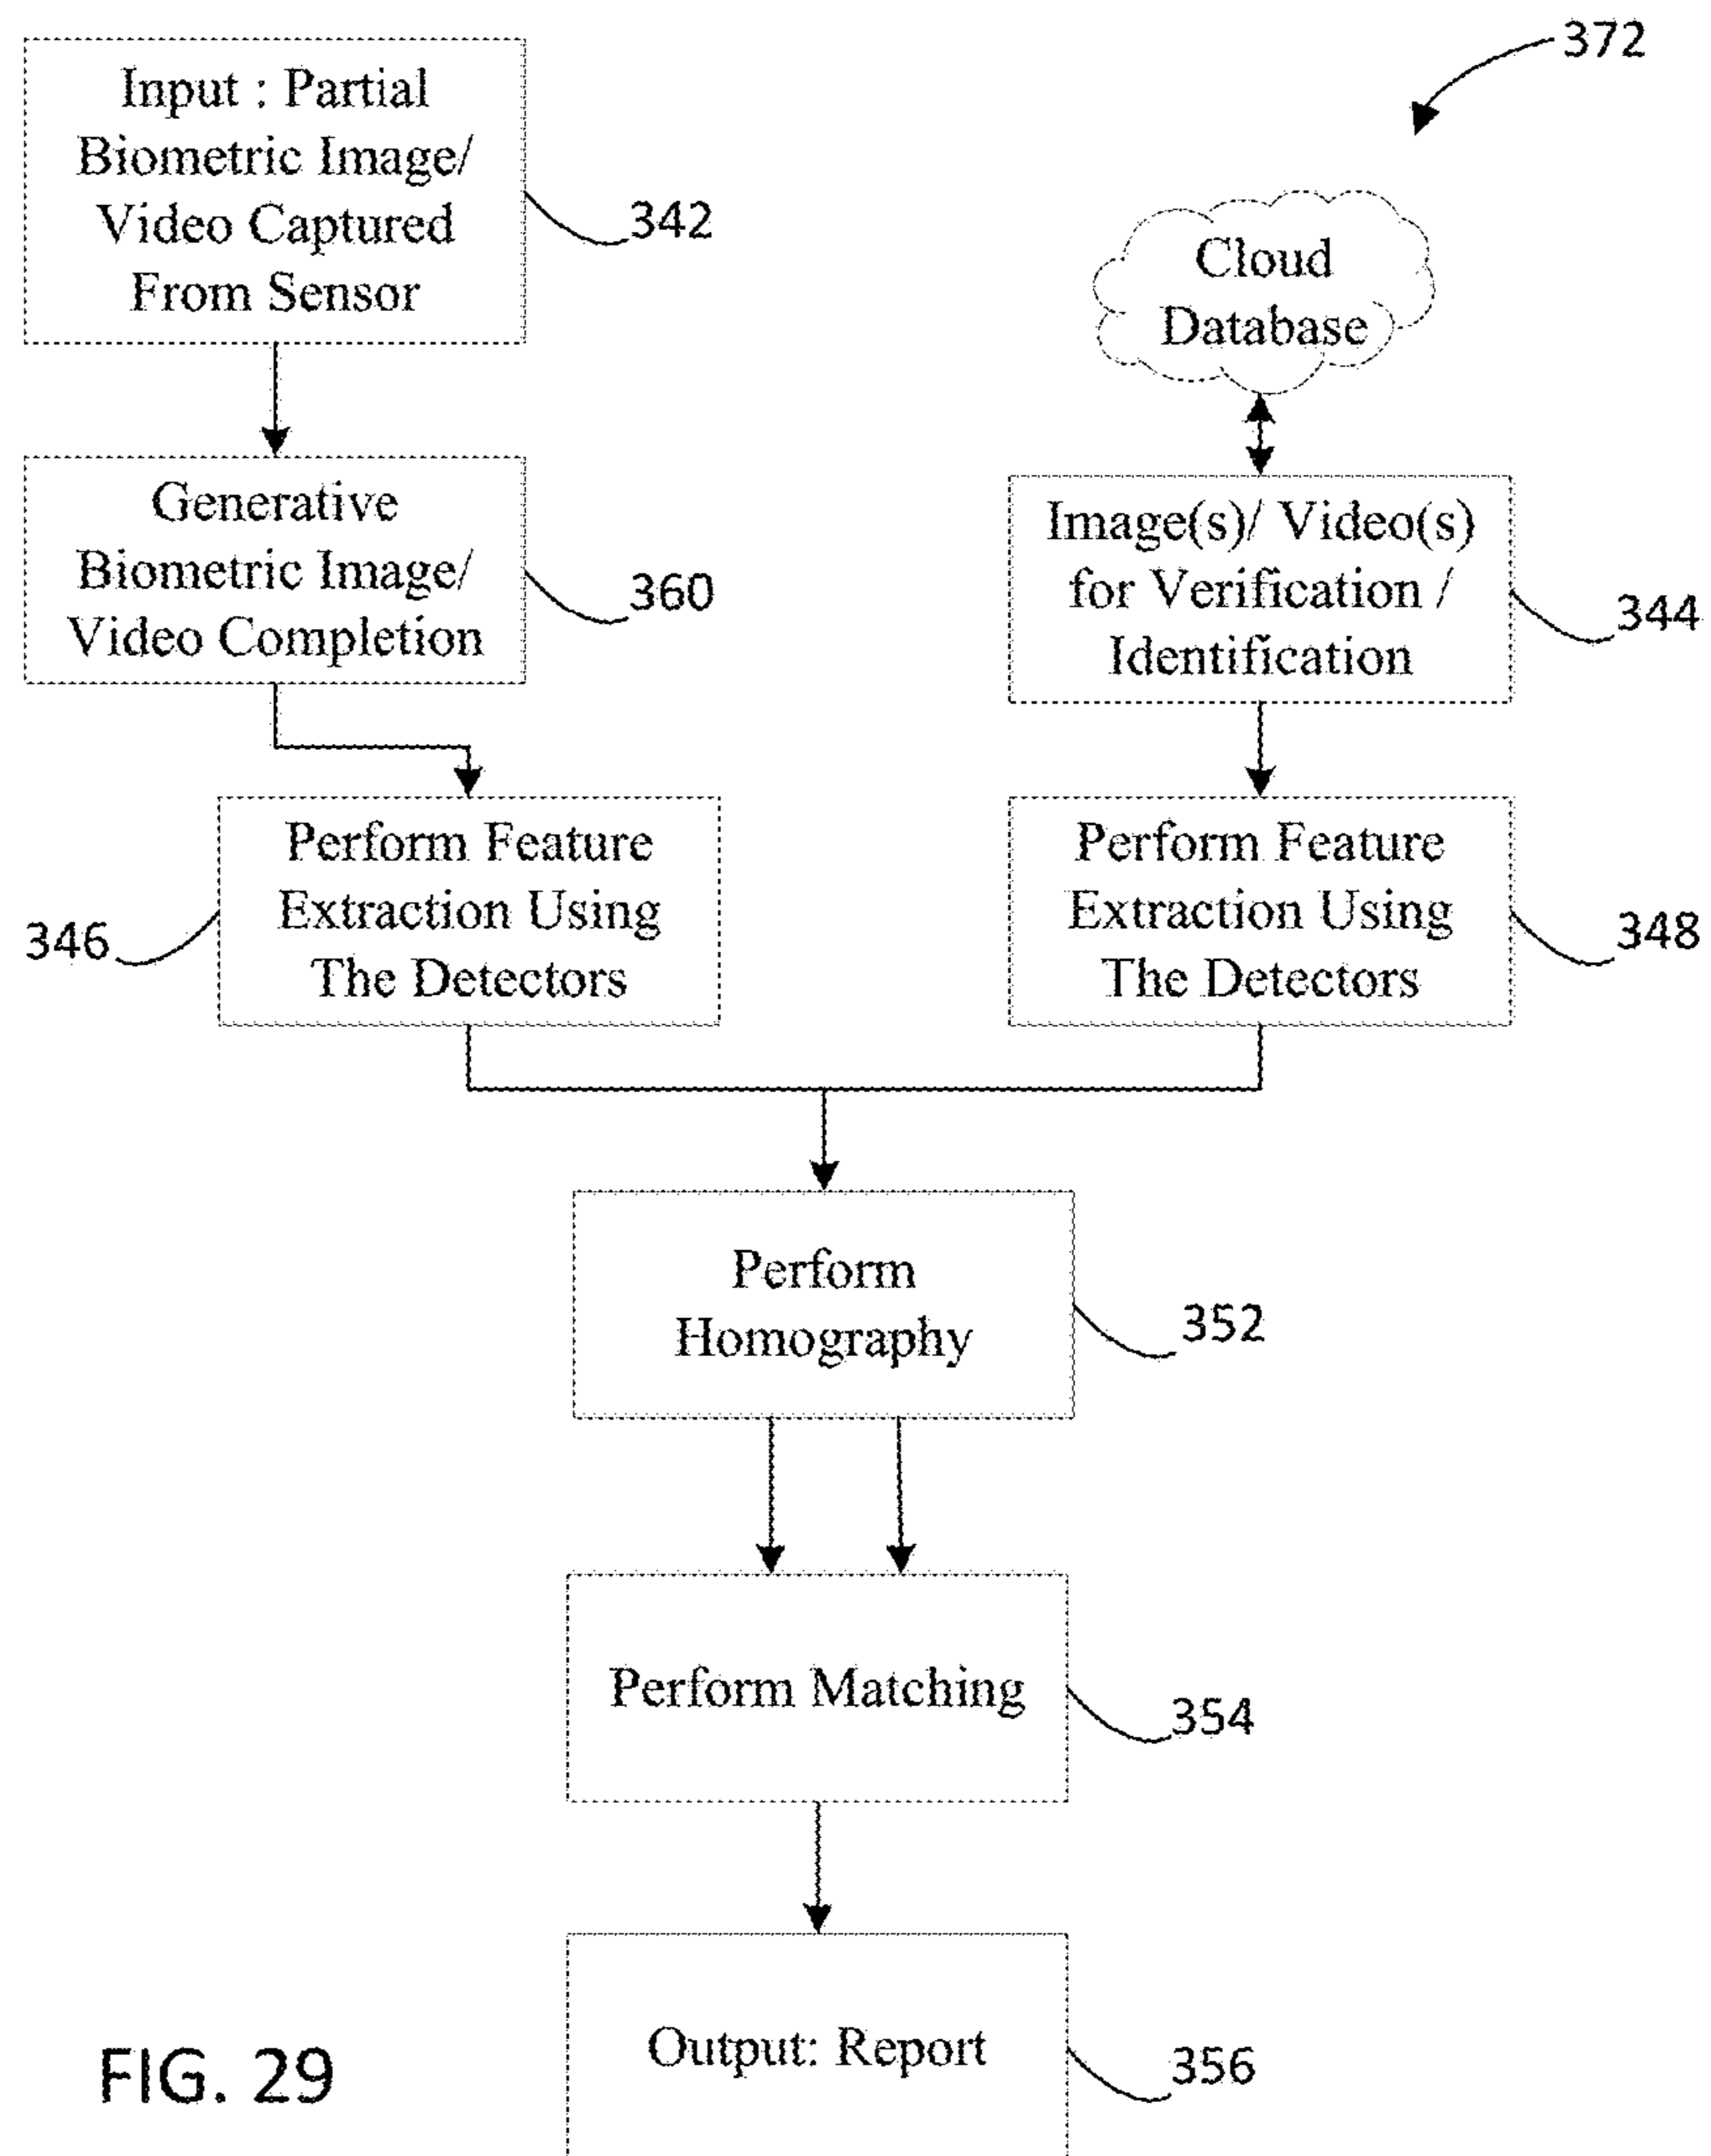 372
Input : Partial
Biometric Image/
Video Captured
From Sensor
342
Cloud
Database
Generative
Biometric Image/
Video Completion
360
Image(s)/ Video(s)
for Verification /
Identification
344
Perform Feature
Extraction Using
The Detectors
346
Perform Feature
Extraction Using
The Detectors
348
Perform
Homography
352
Perform Matching
354
Output: Report
356
FIG. 29